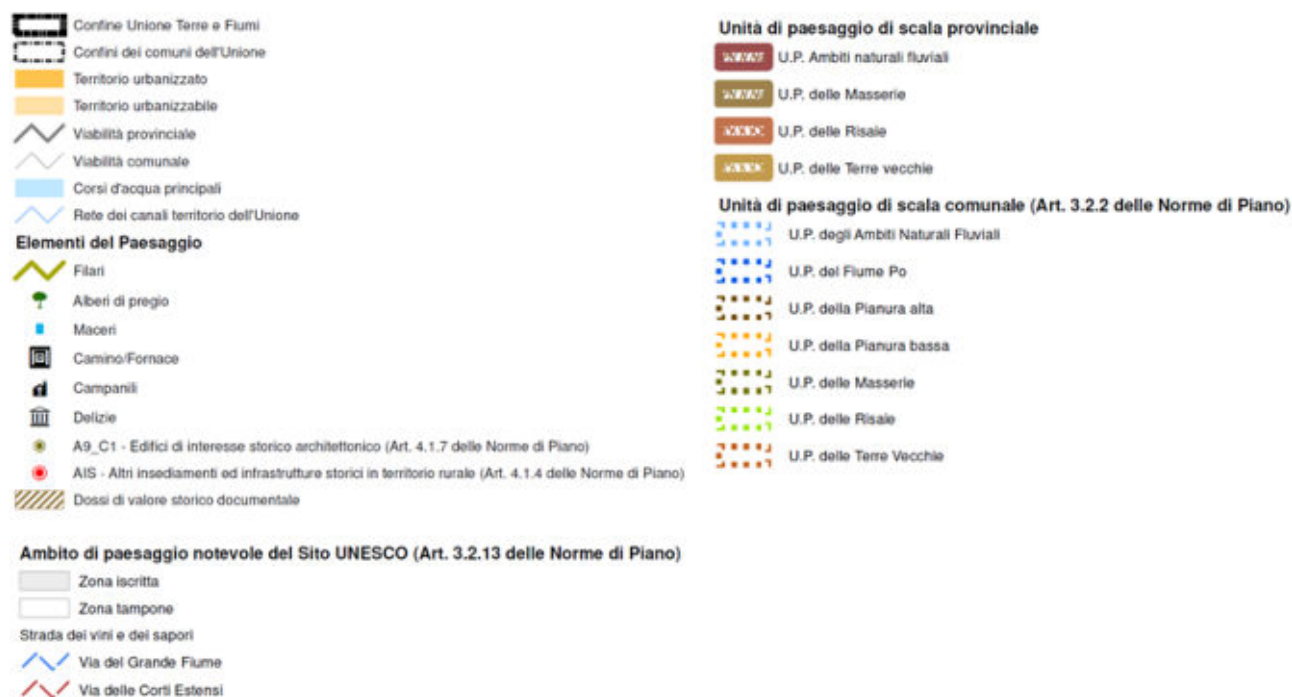 Confine Unione Terre e Fiumi
Confini dei comuni dell'Unione
Territorio urbanizzato
Territorio urbanizzabile
Viabilità provinciale
Viabilità comunale
Corsi d'acqua principali
Rete dei canali territorio dell'Unione
Elementi del Paesaggio
Filari
Alberi di pregio
Maceri
Camino/Fornace
Campanili
Delizie
A9_C1 - Edifici di interesse storico architettonico (Art. 4.1.7 delle Norme di Piano)
AIS - Altri insediamenti ed infrastrutture storici in territorio rurale (Art. 4.1.4 delle Norme di Piano)
Dossi di valore storico documentale
Ambito di paesaggio notevole del Sito UNESCO (Art. 3.2.13 delle Norme di Piano)
Zona iscritta
Zona tampone
Strada dei vini e dei sapori
Via del Grande Fiume
Via delle Corti Estensi
Unità di paesaggio di scala provinciale
U.P. Ambiti naturali fluviali
U.P. delle Masserie
U.P. delle Risaie
U.P. delle Terre vecchie
Unità di paesaggio di scala comunale (Art. 3.2.2 delle Norme di Piano)
U.P. degli Ambiti Naturali Fluviali
U.P. del Fiume Po
U.P. della Pianura alta
U.P. della Pianura bassa
U.P. delle Masserie
U.P. delle Risaie
U.P. delle Terre Vecchie